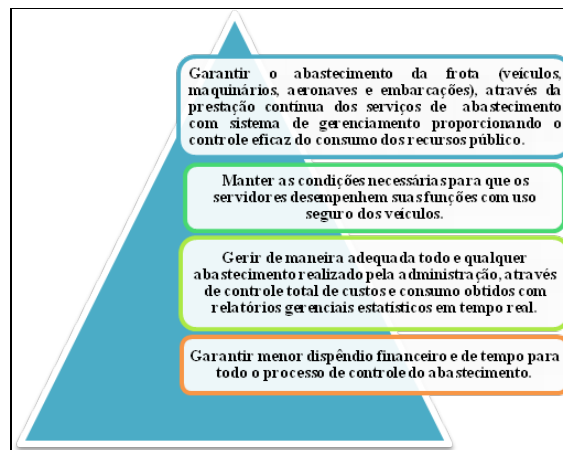 Garantir o abastecimento da frota (veículos,
maquinários, aeronaves e embarcações), através da
prestação contínua dos serviços de abastecimento
com sistema de gerenciamento proporcionando o
controle eficaz do consumo dos recursos público.
Manter as condições necessárias para que os
servidores desempenhem suas funções com uso
seguro dos veículos.
Gerir de maneira adequada todo e qualquer
abastecimento realizado pela administração, através
de controle total de custos e consumo obtidos com
relatórios gerenciais estatísticos em tempo real.
Garantir menor dispêndio financeiro e de tempo para
todo o processo de controle do abastecimento.